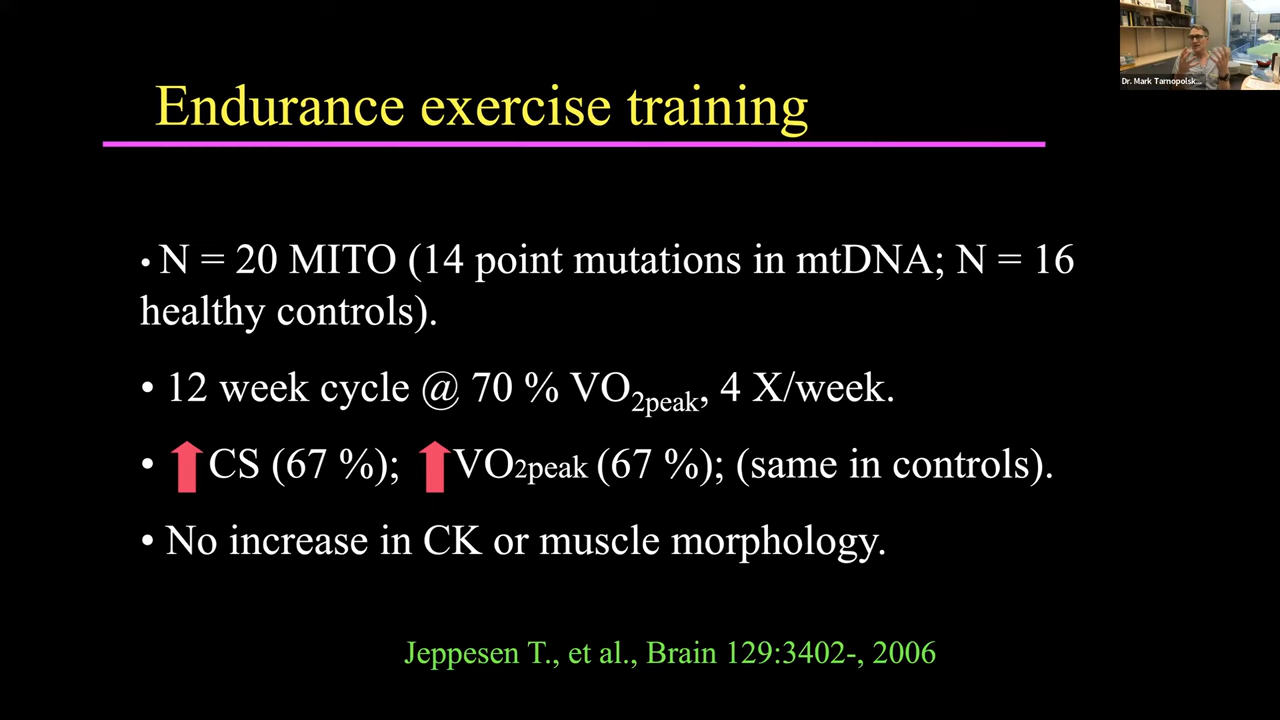 Dr. Mark Tarnopolsk...
Endurance exercise training
• N = 20 MITO (14 point mutations in mtDNA; N = 16
healthy controls).
• 12 week cycle @ 70 % VO2peak, 4 X/week.
• CS (67 %); VO2peak (67 %); (same in controls).
• No increase in CK or muscle morphology.
Jeppesen T., et al., Brain 129:3402-, 2006